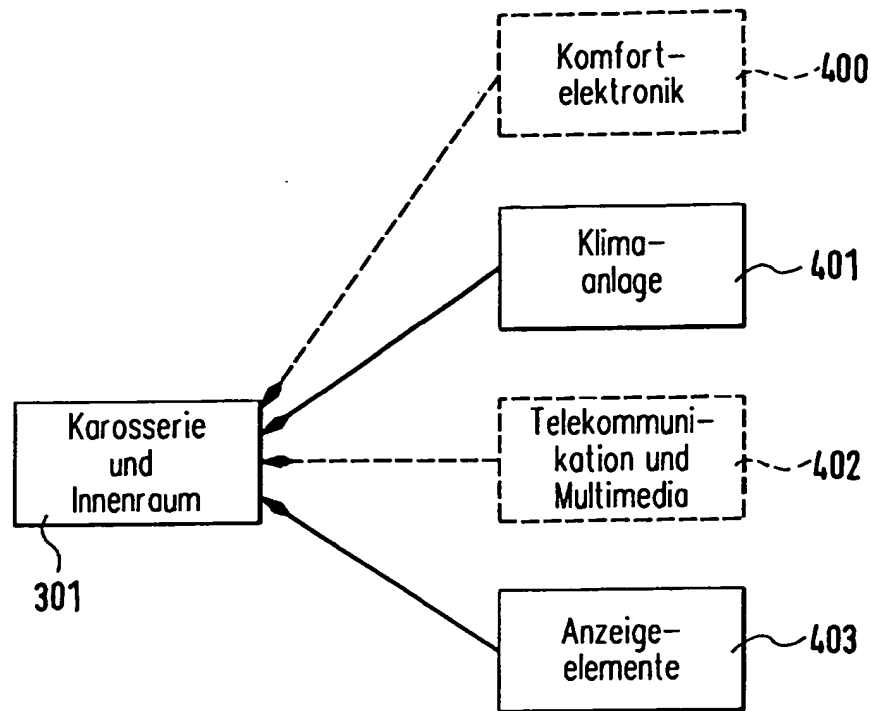 Komfort-
elektronik
400
Klima-
anlage
401
Karosserie
und
Innenraum
301
Telekommuni-
kation und
Multimedia
402
Anzeige-
elemente
403